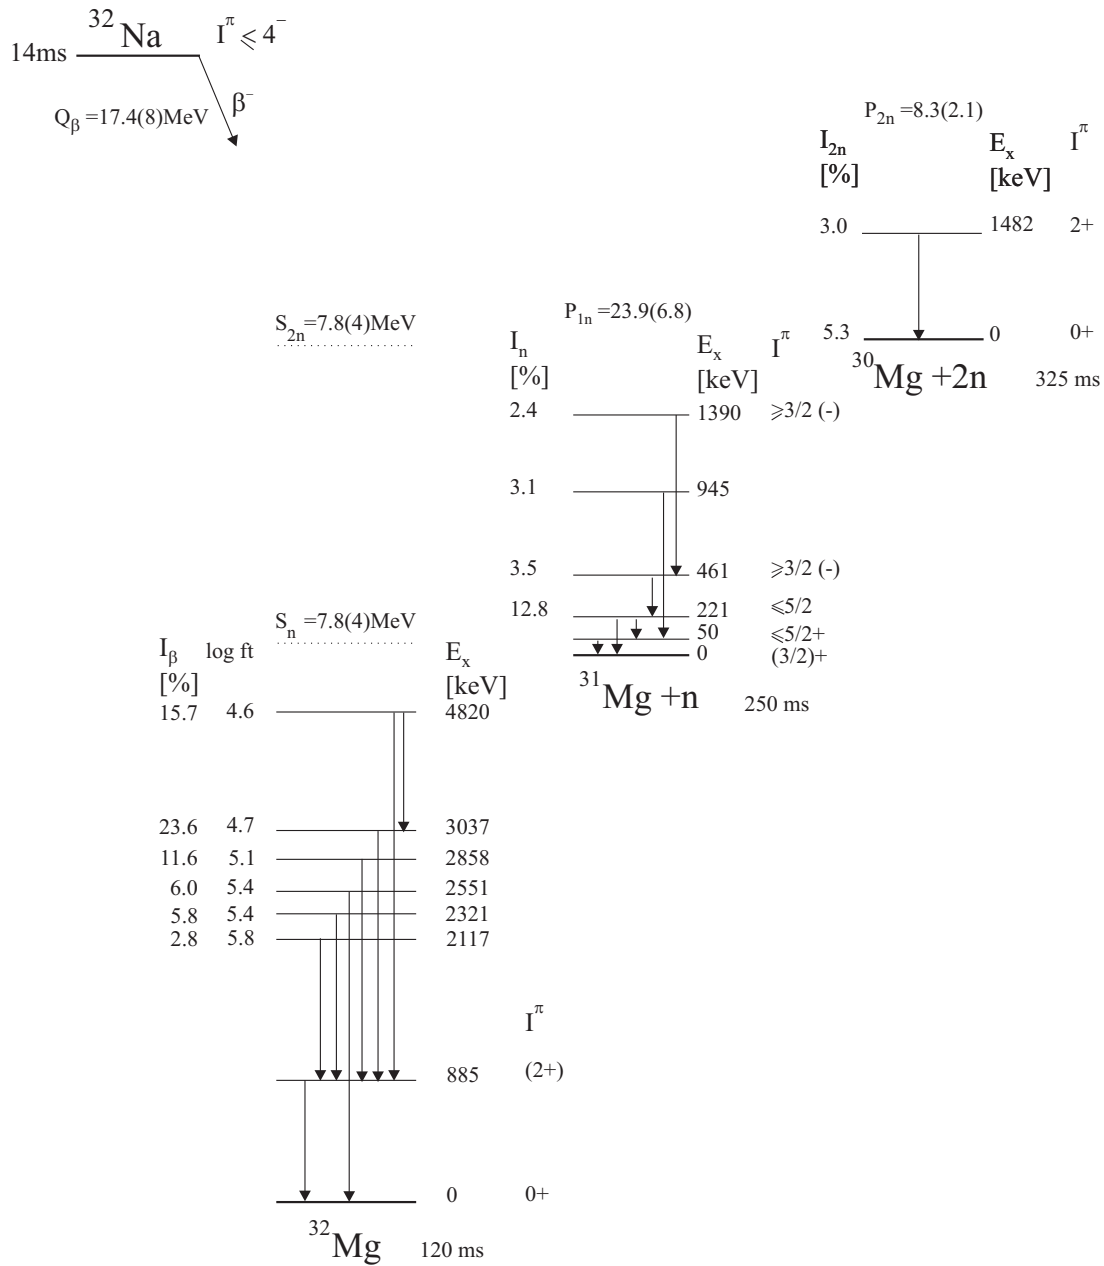 32Na Iπ ⩽ 4−
14ms
β−
Qβ =17.4(8)MeV
P2n =8.3(2.1)
I2n [%] Ex [keV] Iπ
3.0 1482 2+
5.3 0 0+
30Mg +2n 325 ms
S2n =7.8(4)MeV
P1n =23.9(6.8)
In [%] Ex [keV] Iπ
2.4 1390 ⩾3/2 (-)
3.1 945
3.5 461 ⩾3/2 (-)
12.8 221 ⩽5/2
50 ⩽5/2+
0 (3/2)+
31Mg +n 250 ms
Sn =7.8(4)MeV
Iβ [%] log ft Ex [keV]
15.7 4.6 4820
23.6 4.7 3037
11.6 5.1 2858
6.0 5.4 2551
5.8 5.4 2321
2.8 5.8 2117
Iπ
885 (2+)
0 0+
32Mg 120 ms